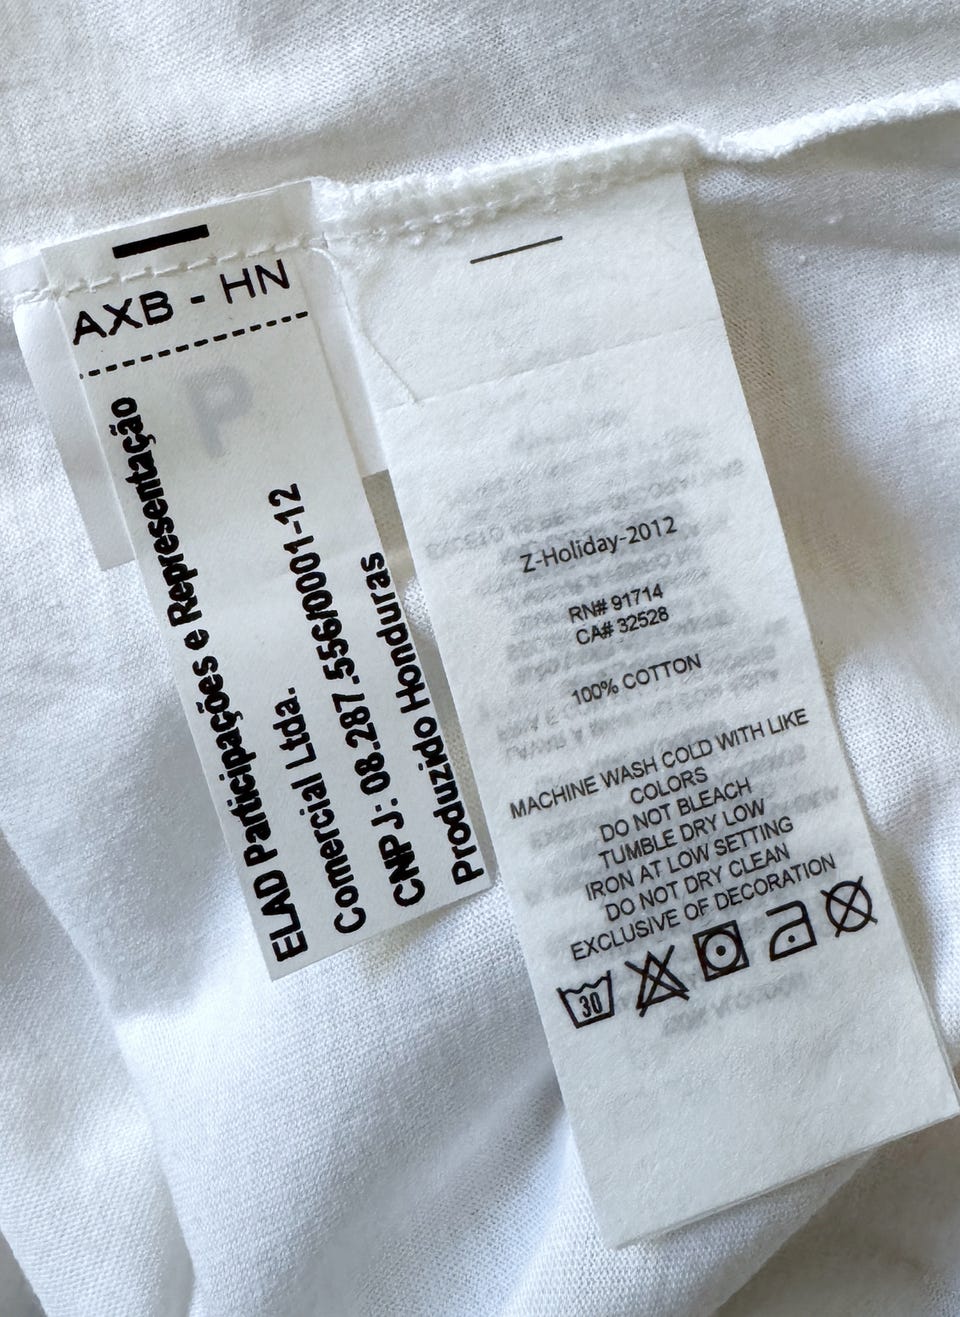 AXB - HN
P
ELAD Participações e Representação
Comercial Ltda.
CNPJ: 08.287.556/0001-12
Produzido Honduras
Z-Holiday-2012
RN# 91714
CA# 32528
100% COTTON
MACHINE WASH COLD WITH LIKE
COLORS
DO NOT BLEACH
TUMBLE DRY LOW
IRON AT LOW SETTING
DO NOT DRY CLEAN
EXCLUSIVE OF DECORATION
30